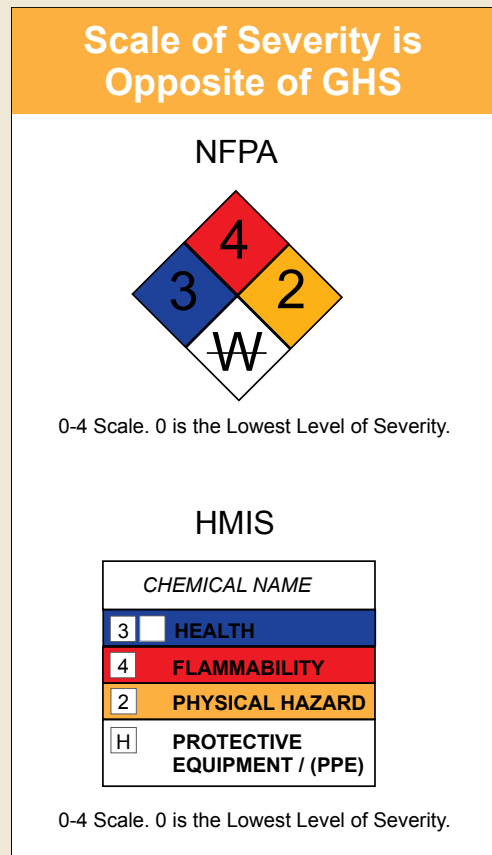 Scale of Severity is
Opposite of GHS
NFPA
4
3 2
W
0-4 Scale. 0 is the Lowest Level of Severity.
HMIS
CHEMICAL NAME
3 HEALTH
4 FLAMMABILITY
2 PHYSICAL HAZARD
H PROTECTIVE
EQUIPMENT / (PPE)
0-4 Scale. 0 is the Lowest Level of Severity.